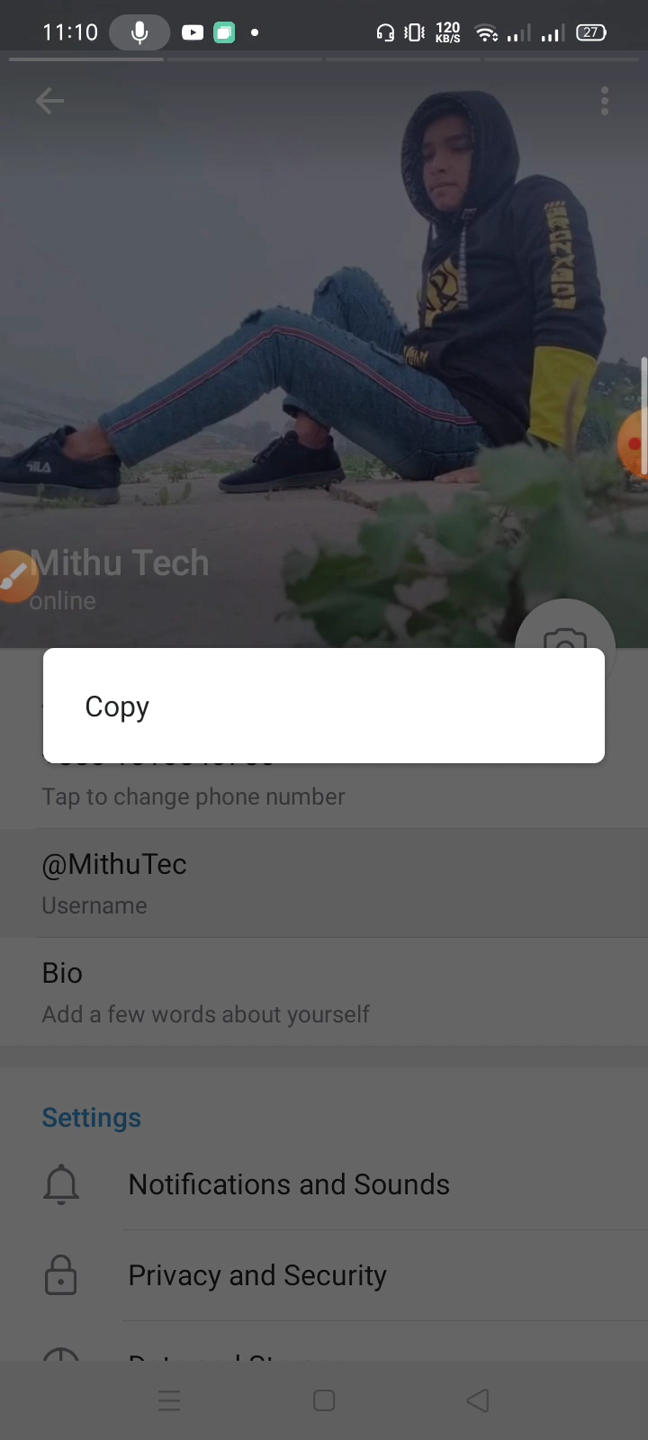 11:10
120
KB/S
27
FILA
Mithu Tech
online
Copy
Tap to change phone number
@MithuTec
Username
Bio
Add a few words about yourself
Settings
Notifications and Sounds
Privacy and Security